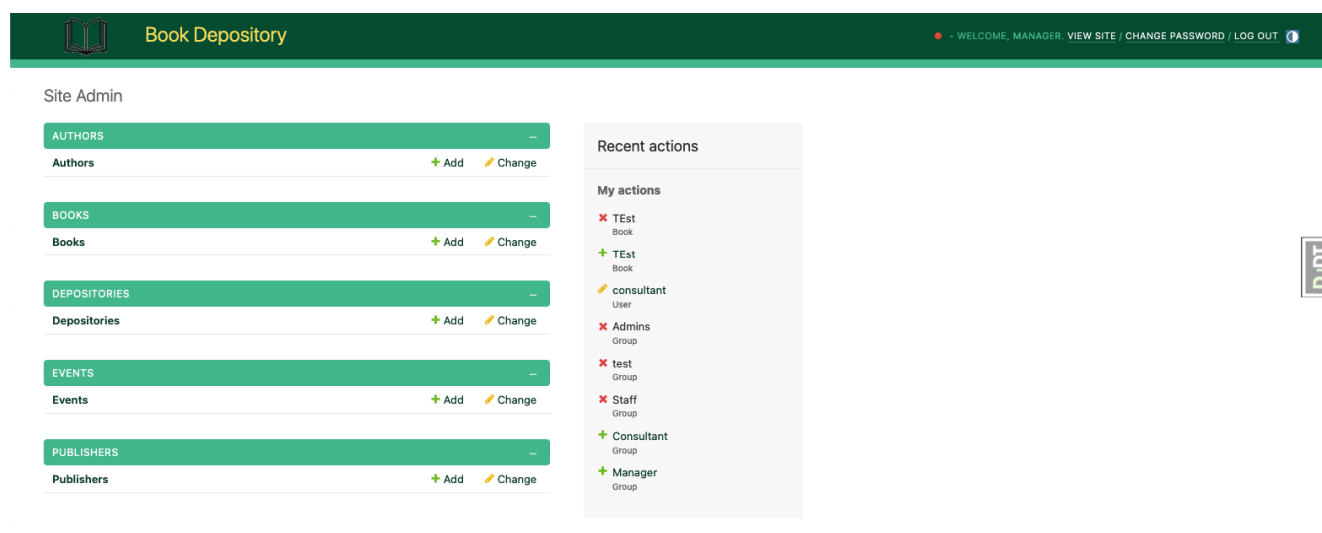 Book Depository
- WELCOME, MANAGER. VIEW SITE / CHANGE PASSWORD / LOG OUT
Site Admin
AUTHORS –
Authors + Add Change
BOOKS –
Books + Add Change
DEPOSITORIES –
Depositories + Add Change
EVENTS –
Events + Add Change
PUBLISHERS –
Publishers + Add Change
Recent actions
My actions
TEst
Book
TEst
Book
consultant
User
Admins
Group
test
Group
Staff
Group
Consultant
Group
Manager
Group
DJDT